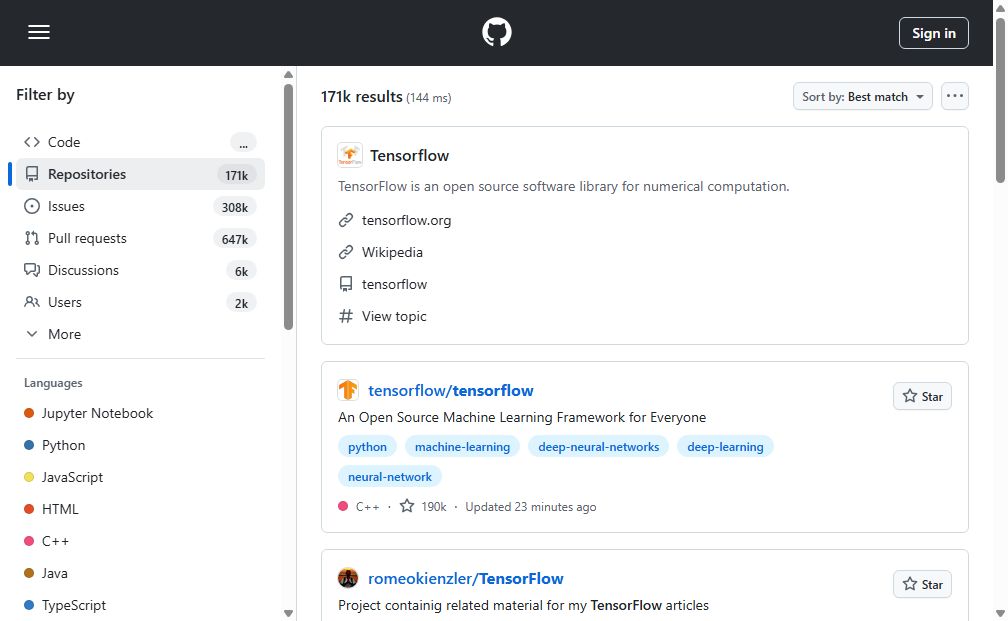 Sign in
Filter by
Code
...
Repositories
171k
Issues
308k
Pull requests
647k
Discussions
6k
Users
2k
More
Languages
Jupyter Notebook
Python
JavaScript
HTML
C++
Java
TypeScript
171k results (144 ms)
Sort by: Best match
Tensorflow
TensorFlow is an open source software library for numerical computation.
tensorflow.org
Wikipedia
tensorflow
View topic
tensorflow/tensorflow
Star
An Open Source Machine Learning Framework for Everyone
python machine-learning deep-neural-networks deep-learning
neural-network
C++ · 190k · Updated 23 minutes ago
romeokienzler/TensorFlow
Star
Project containig related material for my TensorFlow articles